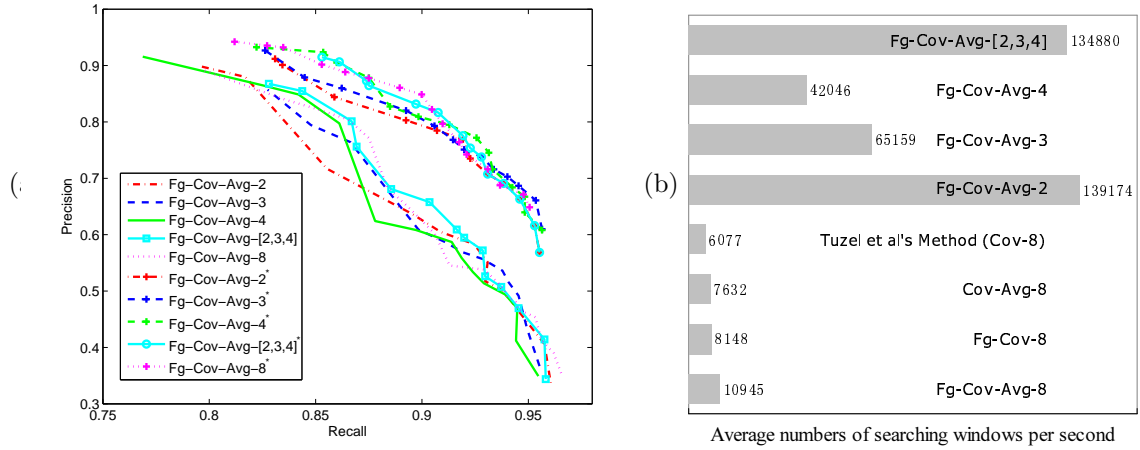 1
0.9
0.8
0.7
0.6
0.5
0.4
0.3
0.75
0.8
0.85
0.9
0.95
Precision
Recall
Fg–Cov–Avg–2
Fg–Cov–Avg–3
Fg–Cov–Avg–4
Fg–Cov–Avg–[2,3,4]
Fg–Cov–Avg–8
Fg–Cov–Avg–2*
Fg–Cov–Avg–3*
Fg–Cov–Avg–4*
Fg–Cov–Avg–[2,3,4]*
Fg–Cov–Avg–8*
(b)
Fg-Cov-Avg-[2,3,4] 134880
42046 Fg-Cov-Avg-4
65159 Fg-Cov-Avg-3
Fg-Cov-Avg-2 139174
6077 Tuzel et al's Method (Cov-8)
7632 Cov-Avg-8
8148 Fg-Cov-8
10945 Fg-Cov-Avg-8
Average numbers of searching windows per second